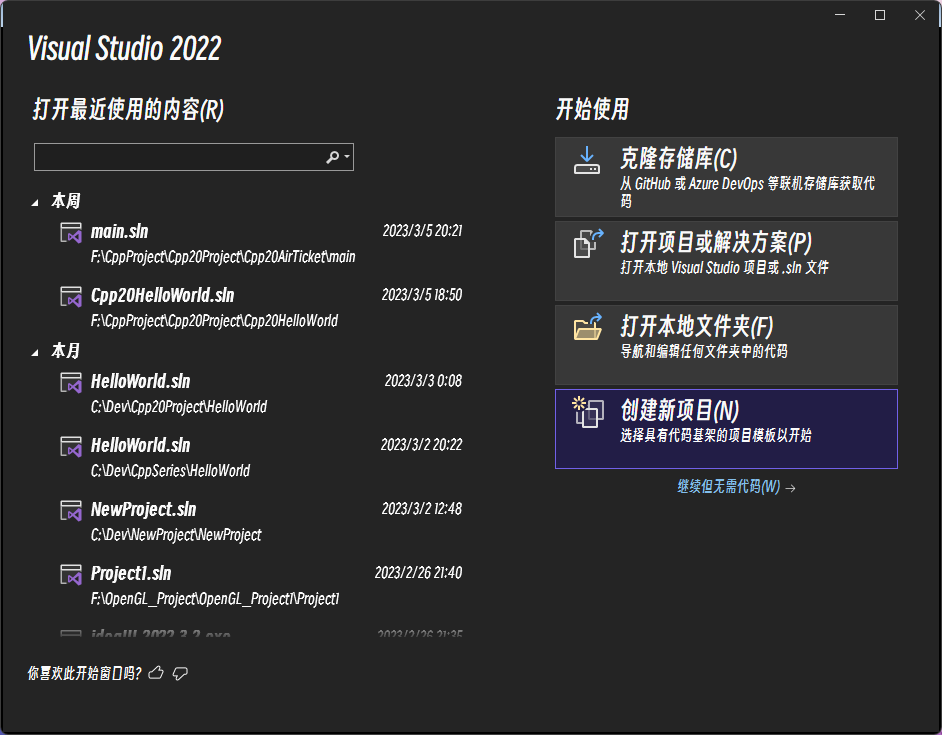 Visual Studio 2022
打开最近使用的内容(R)
本周
main.sln 2023/3/5 20:21
F:\CppProject\Cpp20Project\Cpp20AirTicket\main
Cpp20HelloWorld.sln 2023/3/5 18:50
F:\CppProject\Cpp20Project\Cpp20HelloWorld
本月
HelloWorld.sln 2023/3/3 0:08
C:\Dev\Cpp20Project\HelloWorld
HelloWorld.sln 2023/3/2 20:22
C:\Dev\CppSeries\HelloWorld
NewProject.sln 2023/3/2 12:48
C:\Dev\NewProject\NewProject
Project1.sln 2023/2/26 21:40
F:\OpenGL_Project\OpenGL_Project1\Project1
2023/2/26 21:35
你喜欢此开始窗口吗?
开始使用
克隆存储库(C)
从 GitHub 或 Azure DevOps 等联机存储库获取代
码
打开项目或解决方案(P)
打开本地 Visual Studio 项目或 .sln 文件
打开本地文件夹(F)
导航和编辑任何文件夹中的代码
创建新项目(N)
选择具有代码基架的项目模板以开始
继续但无需代码(W) →